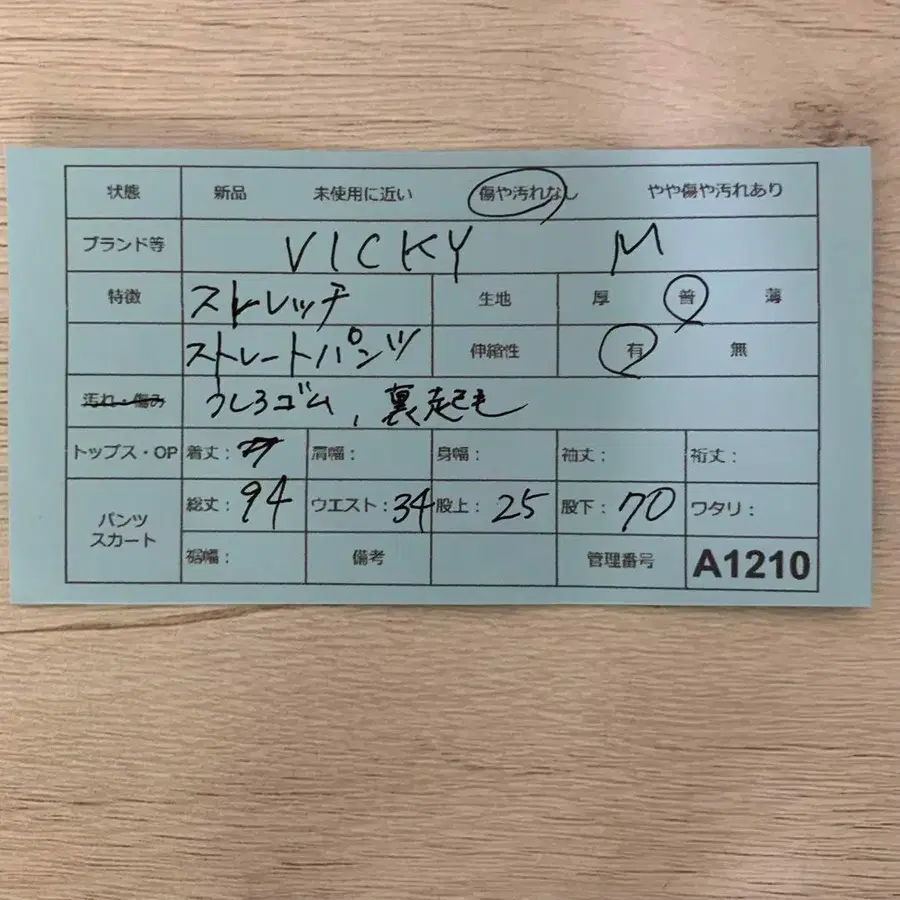 状態 新品 未使用に近い 傷や汚れなし やや傷や汚れあり
ブランド等 VICKY M
特徴 ストレッチ 生地 厚 普 薄
ストレートパンツ 伸縮性 有 無
汚れ・傷み うしろゴム、裏起毛
トップス・OP 着丈: 肩幅: 身幅: 袖丈: 裄丈:
パンツ スカート 総丈:94 ウエスト:34 股上:25 股下:70 ワタリ:
裾幅: 備考 管理番号 A1210